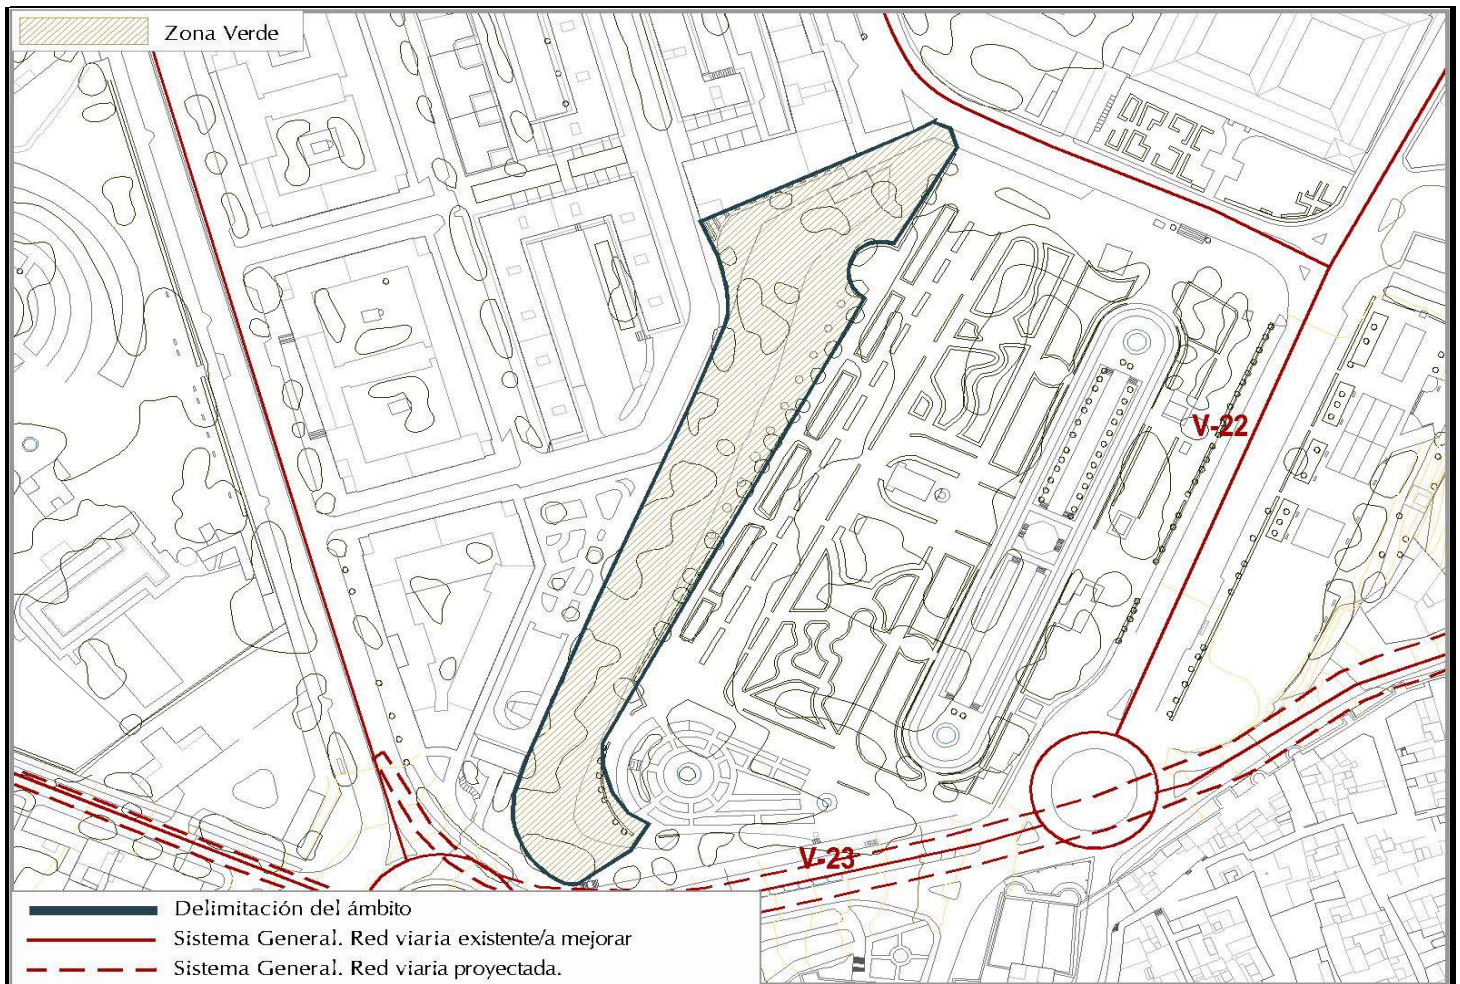 Zona Verde
V-22
V-23
Delimitación del ámbito
Sistema General. Red viaria existente/a mejorar
Sistema General. Red viaria proyectada.